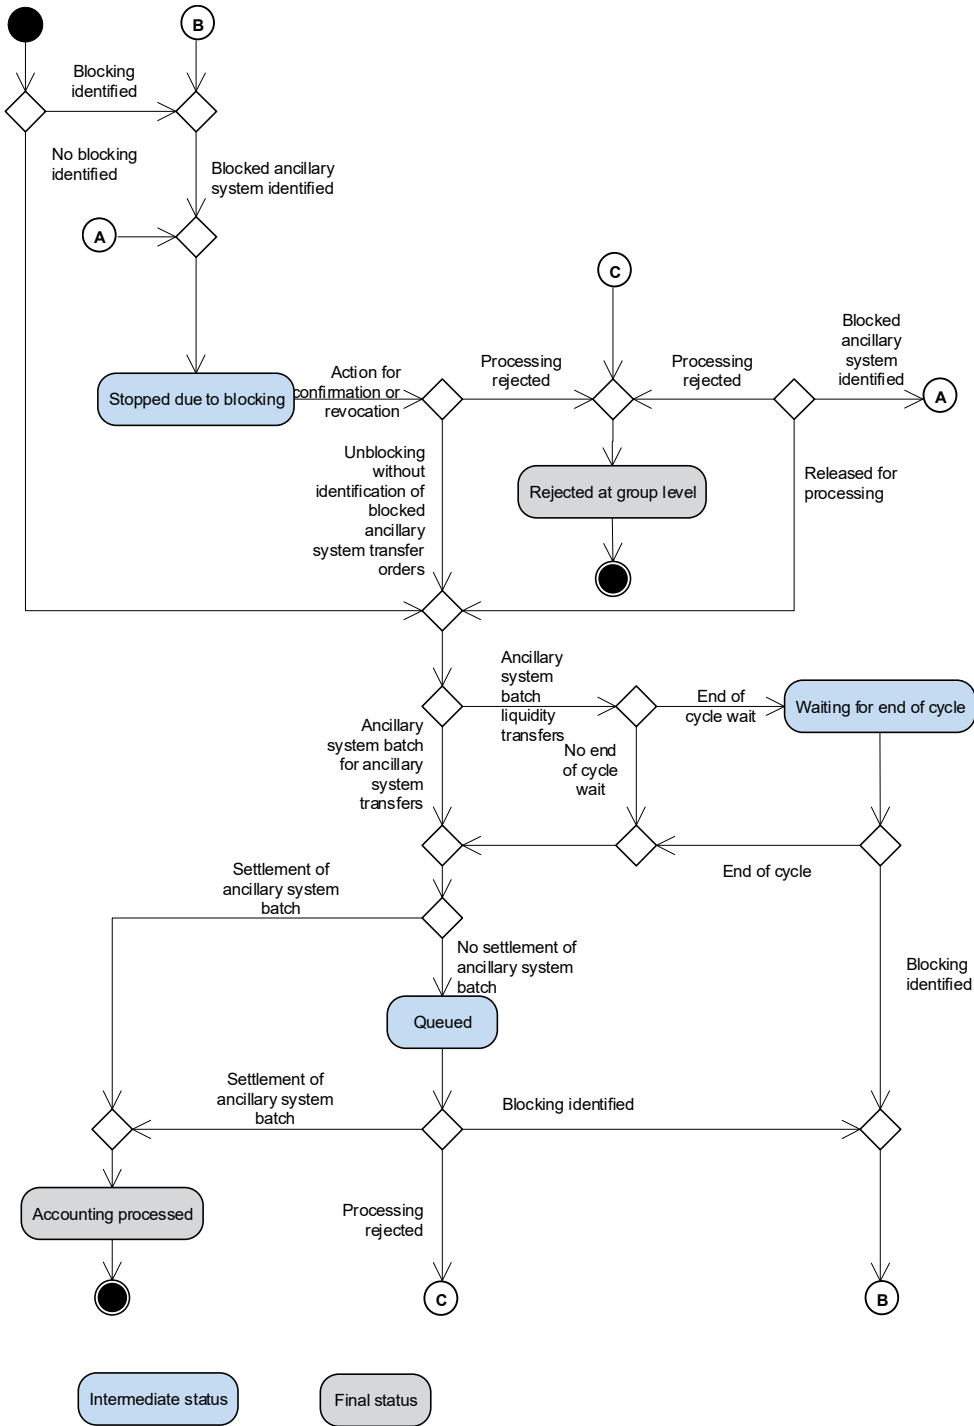 B
Blocking
identified
No blocking
identified
Blocked ancillary
system identified
A
C
Blocked
ancillary
system
identified
Processing
rejected
Processing
rejected
A
Action for
confirmation or
revocation
Stopped due to blocking
Unblocking
without
identification of
blocked
ancillary
system transfer
orders
Rejected at group level
Released for
processing
Ancillary
system
batch
liquidity
transfers
End of
cycle wait
Waiting for end of cycle
Ancillary
system batch
for ancillary
system
transfers
No end
of cycle
wait
End of cycle
Settlement of
ancillary system
batch
No settlement of
ancillary system
batch
Blocking
identified
Queued
Settlement of
ancillary system
batch
Blocking identified
Accounting processed
Processing
rejected
C
B
Intermediate status
Final status